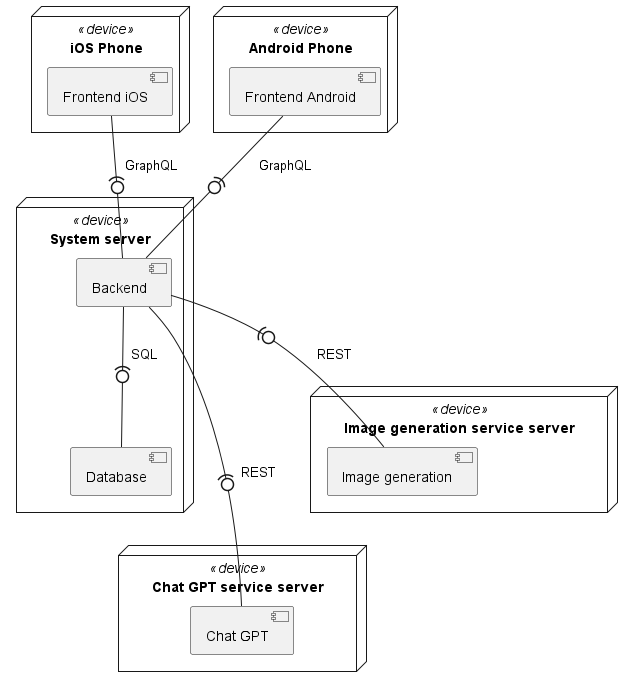 «device»
iOS Phone
Frontend iOS
«device»
Android Phone
Frontend Android
GraphQL
GraphQL
«device»
System server
Backend
SQL
REST
Database
«device»
Image generation service server
Image generation
REST
«device»
Chat GPT service server
Chat GPT